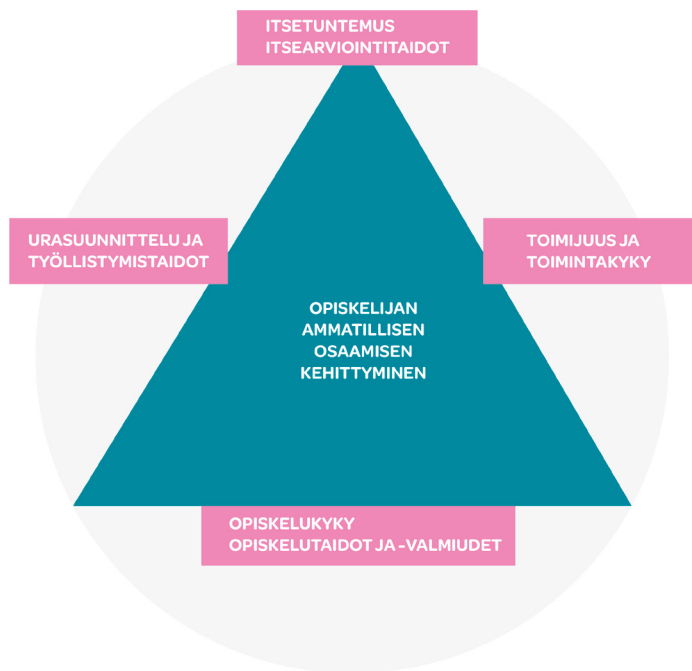 ITSETUNTEMUS
ITSEARVIOINTITAIDOT
URASUUNNITTELU JA
TYÖLLISTYMISTAIDOT
TOIMIJUUS JA
TOIMINTAKYKY
OPISKELIJAN
AMMATILLISEN
OSAAMISEN
KEHITTYMINEN
OPISKELUKYKY
OPISKELUTAIDOT JA -VALMIUDET